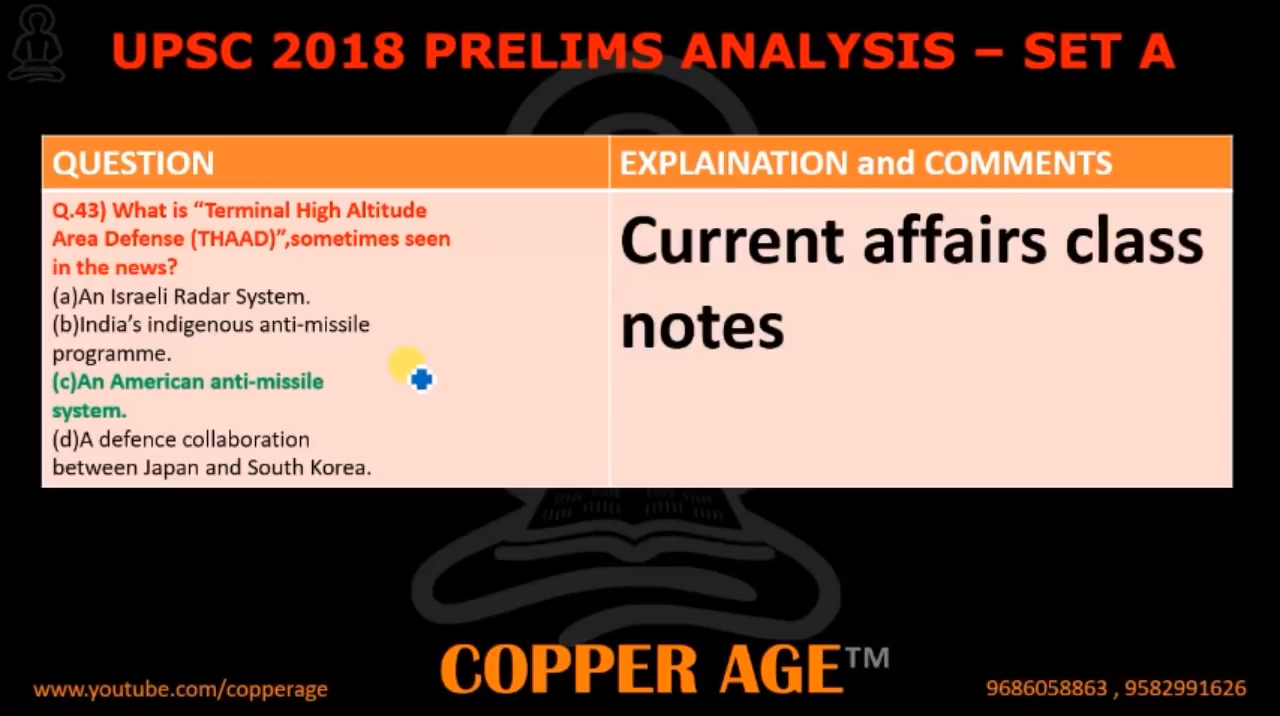 UPSC 2018 PRELIMS ANALYSIS – SET A
QUESTION
Q.43) What is “Terminal High Altitude
Area Defense (THAAD)”,sometimes seen
in the news?
(a)An Israeli Radar System.
(b)India’s indigenous anti-missile
programme.
(c)An American anti-missile
system.
(d)A defence collaboration
between Japan and South Korea.
EXPLAINATION and COMMENTS
Current affairs class
notes
COPPER AGE™
www.youtube.com/copperage
9686058863 , 9582991626